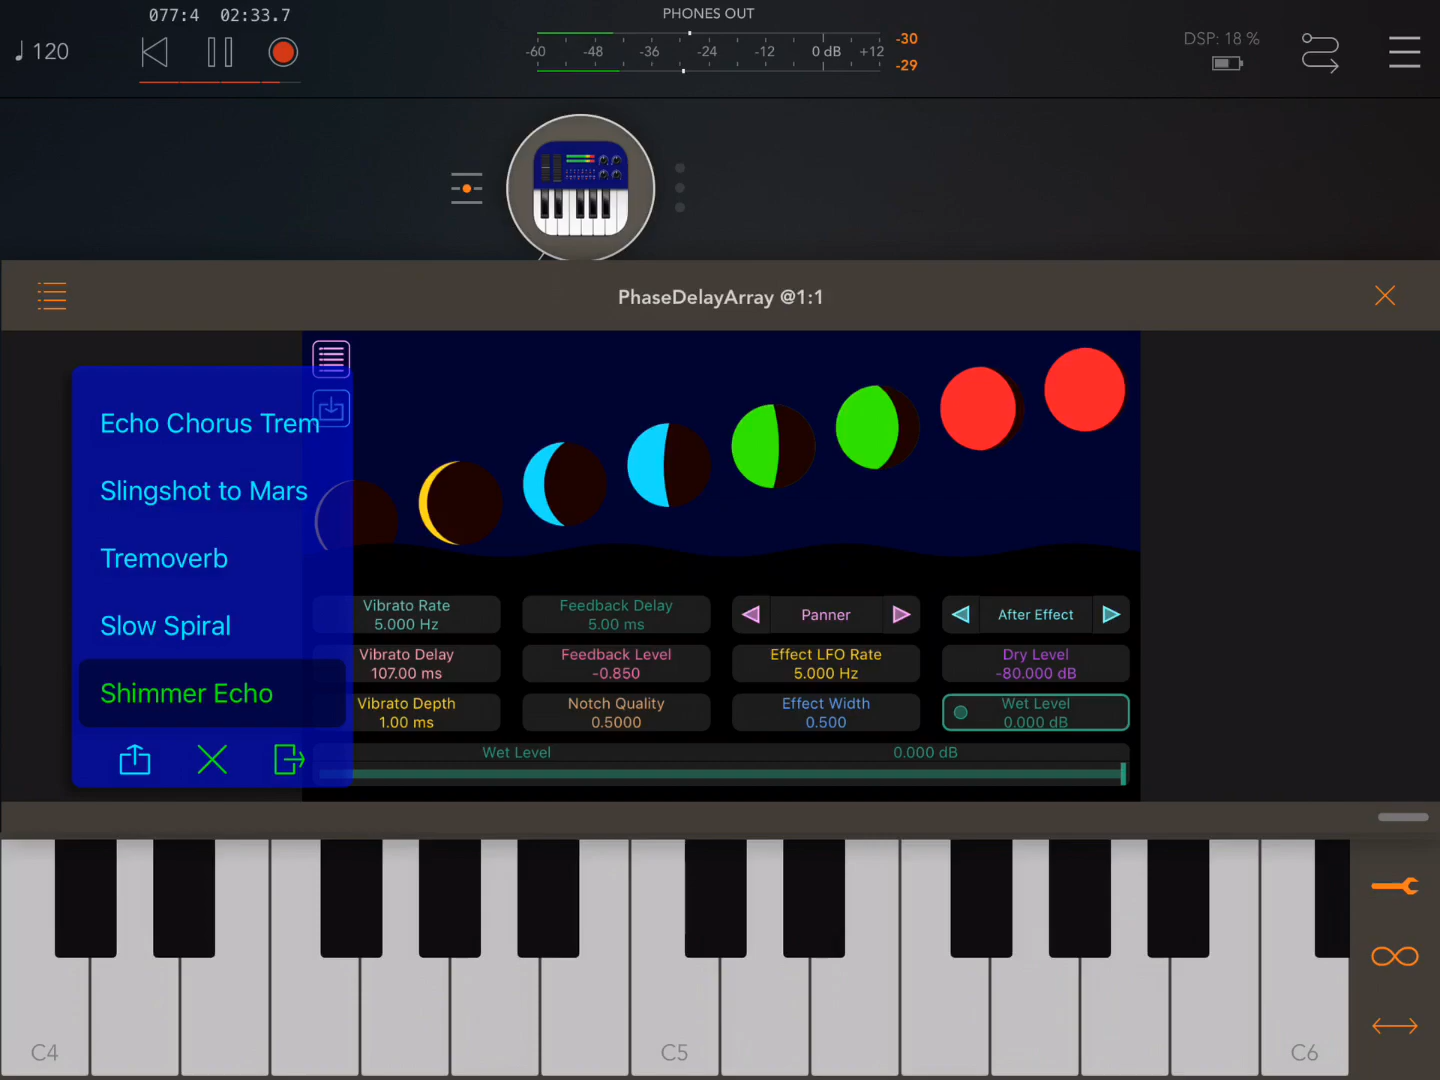 077:4 02:33.7
PHONES OUT
120
-60 -48 -36 -24 -12 0 dB +12
-30
-29
DSP: 18 %
PhaseDelayArray @1:1
Echo Chorus Trem
Slingshot to Mars
Tremoverb
Slow Spiral
Shimmer Echo
Vibrato Rate
5.000 Hz
Feedback Delay
5.00 ms
Panner
After Effect
Vibrato Delay
107.00 ms
Feedback Level
-0.850
Effect LFO Rate
5.000 Hz
Dry Level
-80.000 dB
Vibrato Depth
1.00 ms
Notch Quality
0.5000
Effect Width
0.500
Wet Level
0.000 dB
Wet Level 0.000 dB
C4 C5 C6